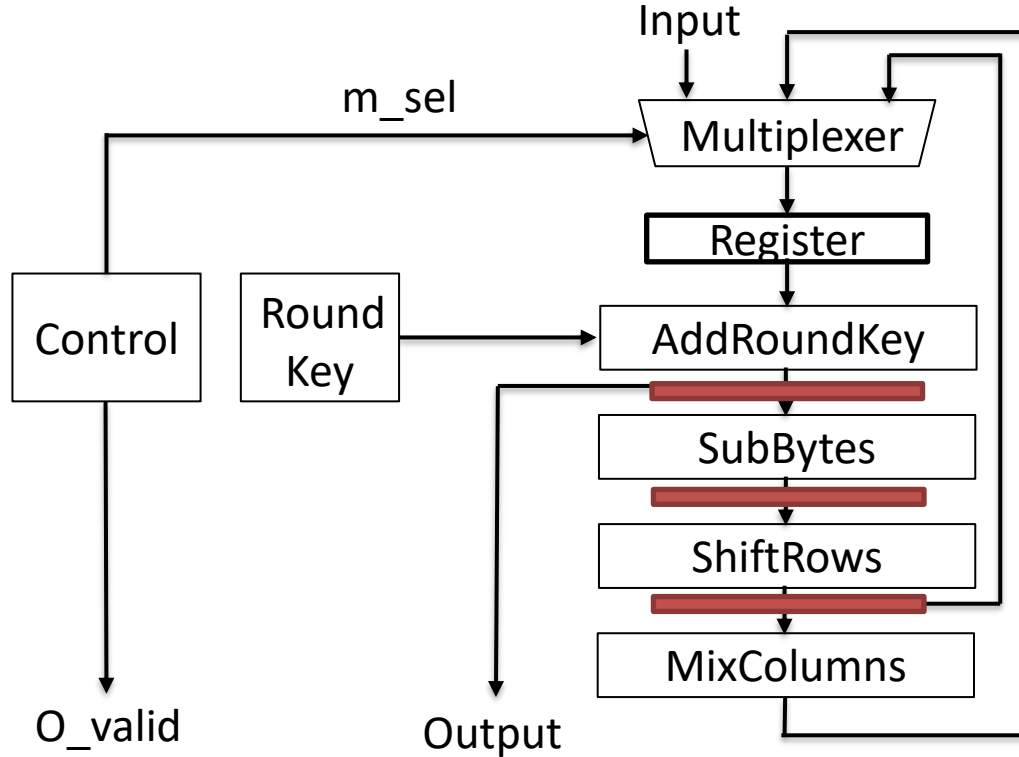 Input
m_sel
Multiplexer
Register
Control
Round
Key
AddRoundKey
SubBytes
ShiftRows
MixColumns
O_valid
Output